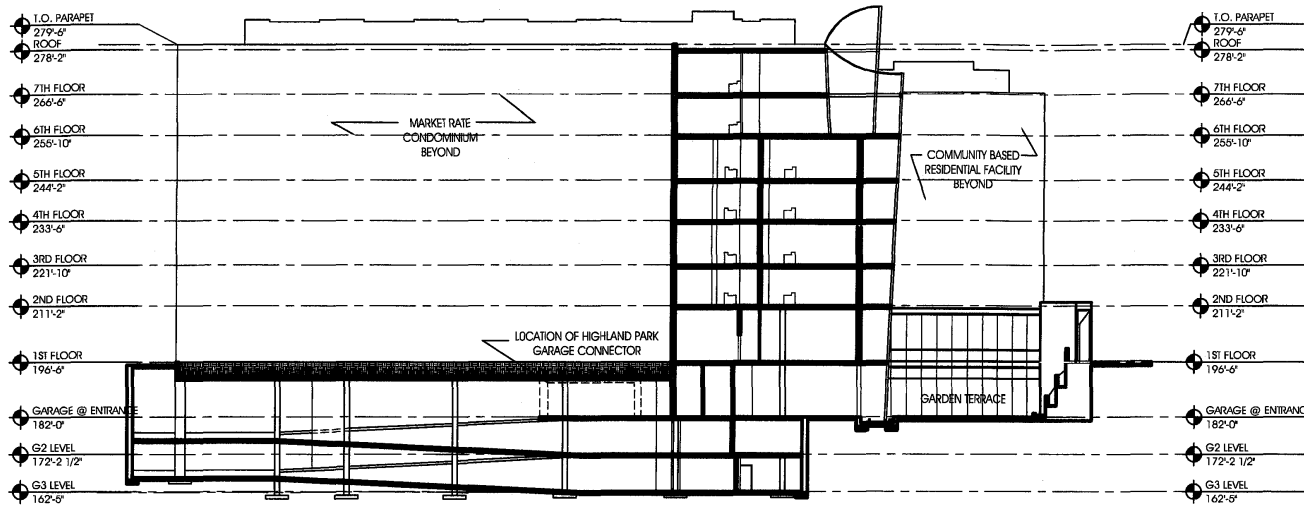 T.O. PARAPET
279'-6"
ROOF
278'-2"
7TH FLOOR
266'-6"
6TH FLOOR
255'-10"
5TH FLOOR
244'-2"
4TH FLOOR
233'-6"
3RD FLOOR
221'-10"
2ND FLOOR
211'-2"
1ST FLOOR
196'-6"
GARAGE @ ENTRANCE
182'-0"
G2 LEVEL
172'-2 1/2"
G3 LEVEL
162'-5"
MARKET RATE
CONDOMINIUM
BEYOND
LOCATION OF HIGHLAND PARK
GARAGE CONNECTOR
COMMUNITY BASED
RESIDENTIAL FACILITY
BEYOND
GARDEN TERRACE
T.O. PARAPET
279'-6"
ROOF
278'-2"
7TH FLOOR
266'-6"
6TH FLOOR
255'-10"
5TH FLOOR
244'-2"
4TH FLOOR
233'-6"
3RD FLOOR
221'-10"
2ND FLOOR
211'-2"
1ST FLOOR
196'-6"
GARAGE @ ENTRANC
182'-0"
G2 LEVEL
172'-2 1/2"
G3 LEVEL
162'-5"